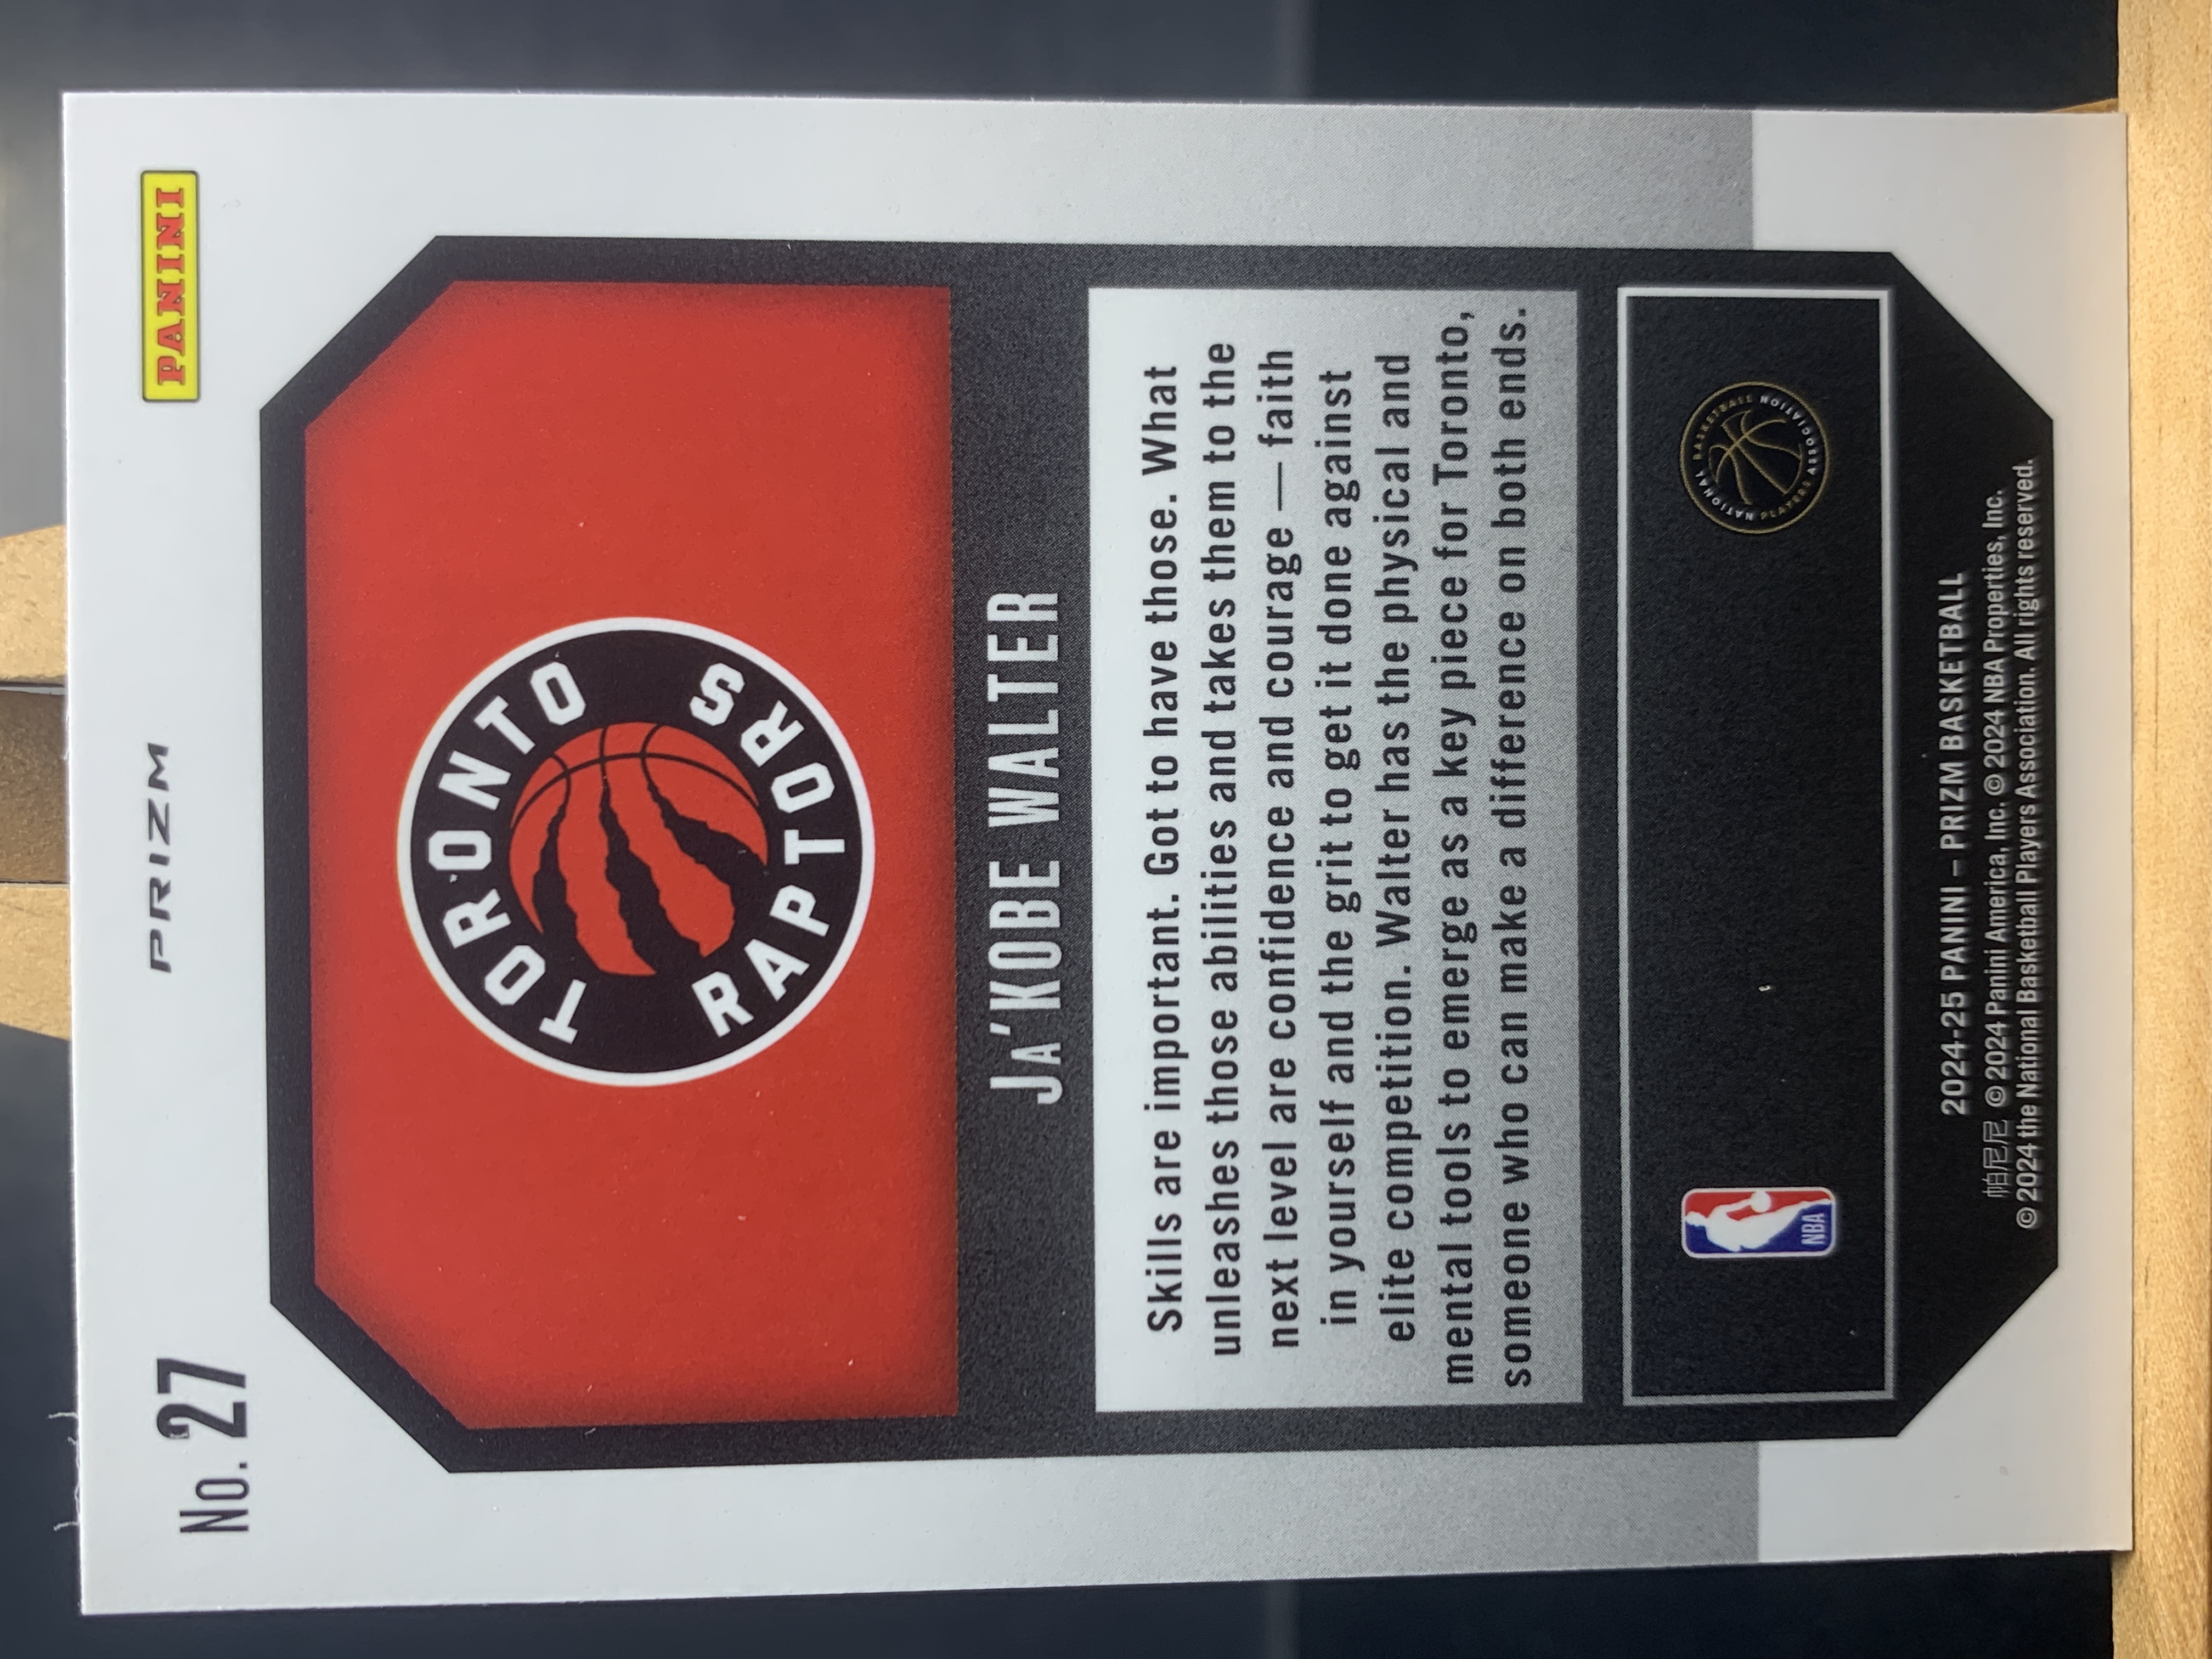 No. 27
PRIZM
PANINI
TORONTO
RAPTORS
JA'KOBE WALTER
Skills are important. Got to have those. What
unleashes those abilities and takes them to the
next level are confidence and courage — faith
in yourself and the grit to get it done against
elite competition. Walter has the physical and
mental tools to emerge as a key piece for Toronto,
someone who can make a difference on both ends.
NBA
NATIONAL BASKETBALL PLAYERS ASSOCIATION
2024-25 PANINI – PRIZM BASKETBALL
帕尼尼 © 2024 Panini America, Inc. © 2024 NBA Properties, Inc.
© 2024 the National Basketball Players Association. All rights reserved.